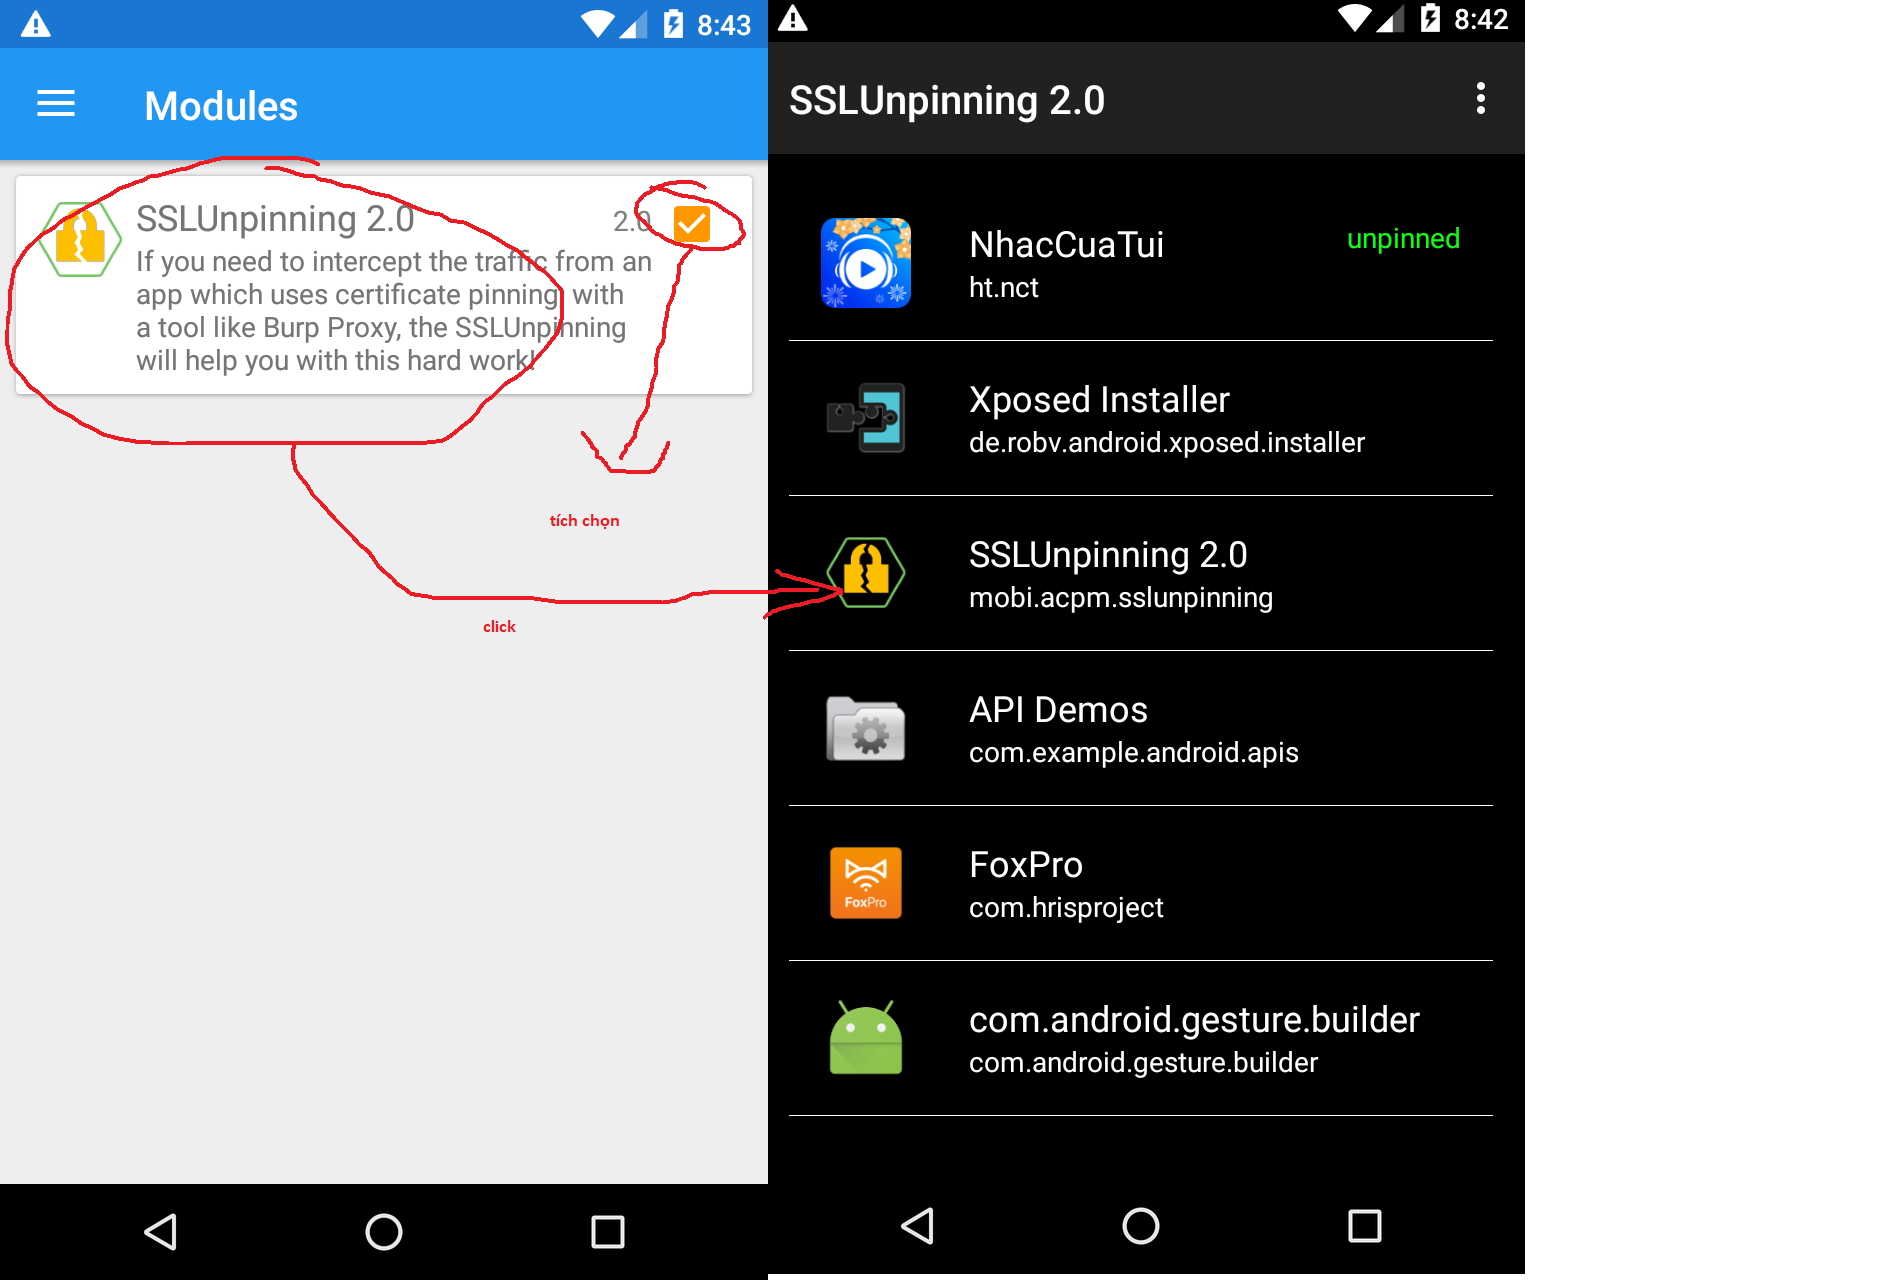 8:43
Modules
SSLUnpinning 2.0
2.0
If you need to intercept the traffic from an
app which uses certificate pinning, with
a tool like Burp Proxy, the SSLUnpinning
will help you with this hard work!
tích chọn
click
8:42
SSLUnpinning 2.0
NhacCuaTui
unpinned
ht.nct
Xposed Installer
de.robv.android.xposed.installer
SSLUnpinning 2.0
mobi.acpm.sslunpinning
API Demos
com.example.android.apis
FoxPro
FoxPro
com.hrisproject
com.android.gesture.builder
com.android.gesture.builder